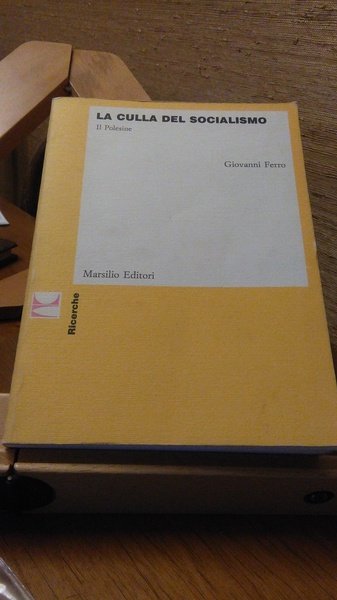 LA CULLA DEL SOCIALISMO
Il Polesine
Giovanni Ferro
Marsilio Editori
Ricerche